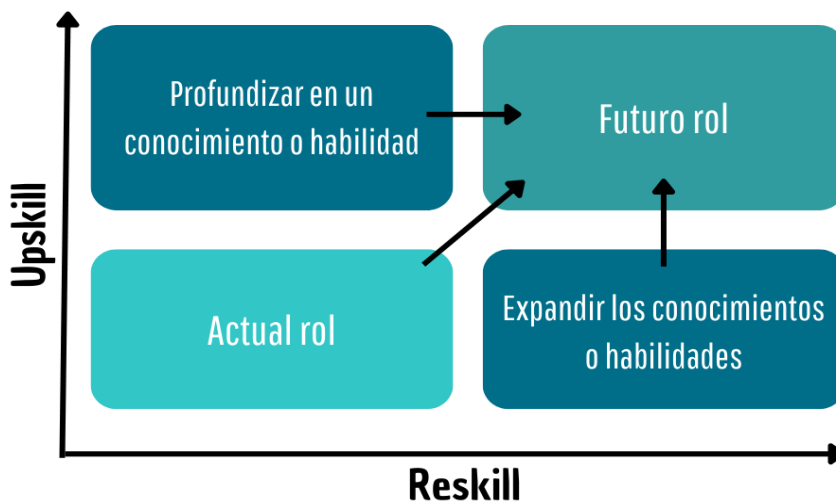 Profundizar en un
conocimiento o habilidad
Futuro rol
Upskill
Actual rol
Expandir los conocimientos
o habilidades
Reskill